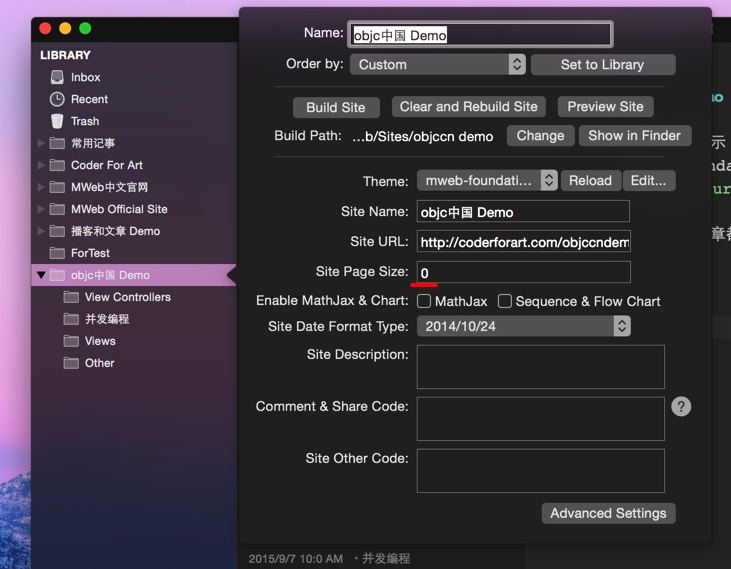 LIBRARY
Inbox
Recent
Trash
常用记事
Coder For Art
MWeb中文官网
MWeb Official Site
播客和文章 Demo
ForTest
objc中国 Demo
View Controllers
并发编程
Views
Other
Name: objc中国 Demo
Order by: Custom Set to Library
Build Site Clear and Rebuild Site Preview Site
Build Path: ...b/Sites/objccn demo Change Show in Finder
Theme: mweb-foundati... Reload Edit...
Site Name: objc中国 Demo
Site URL: http://coderforart.com/objccndem
Site Page Size: 0
Enable MathJax & Chart: MathJax Sequence & Flow Chart
Site Date Format Type: 2014/10/24
Site Description:
Comment & Share Code: ?
Site Other Code:
Advanced Settings
2015/9/7 10:0 AM ・并发编程
mo
示
nda
ur
章都